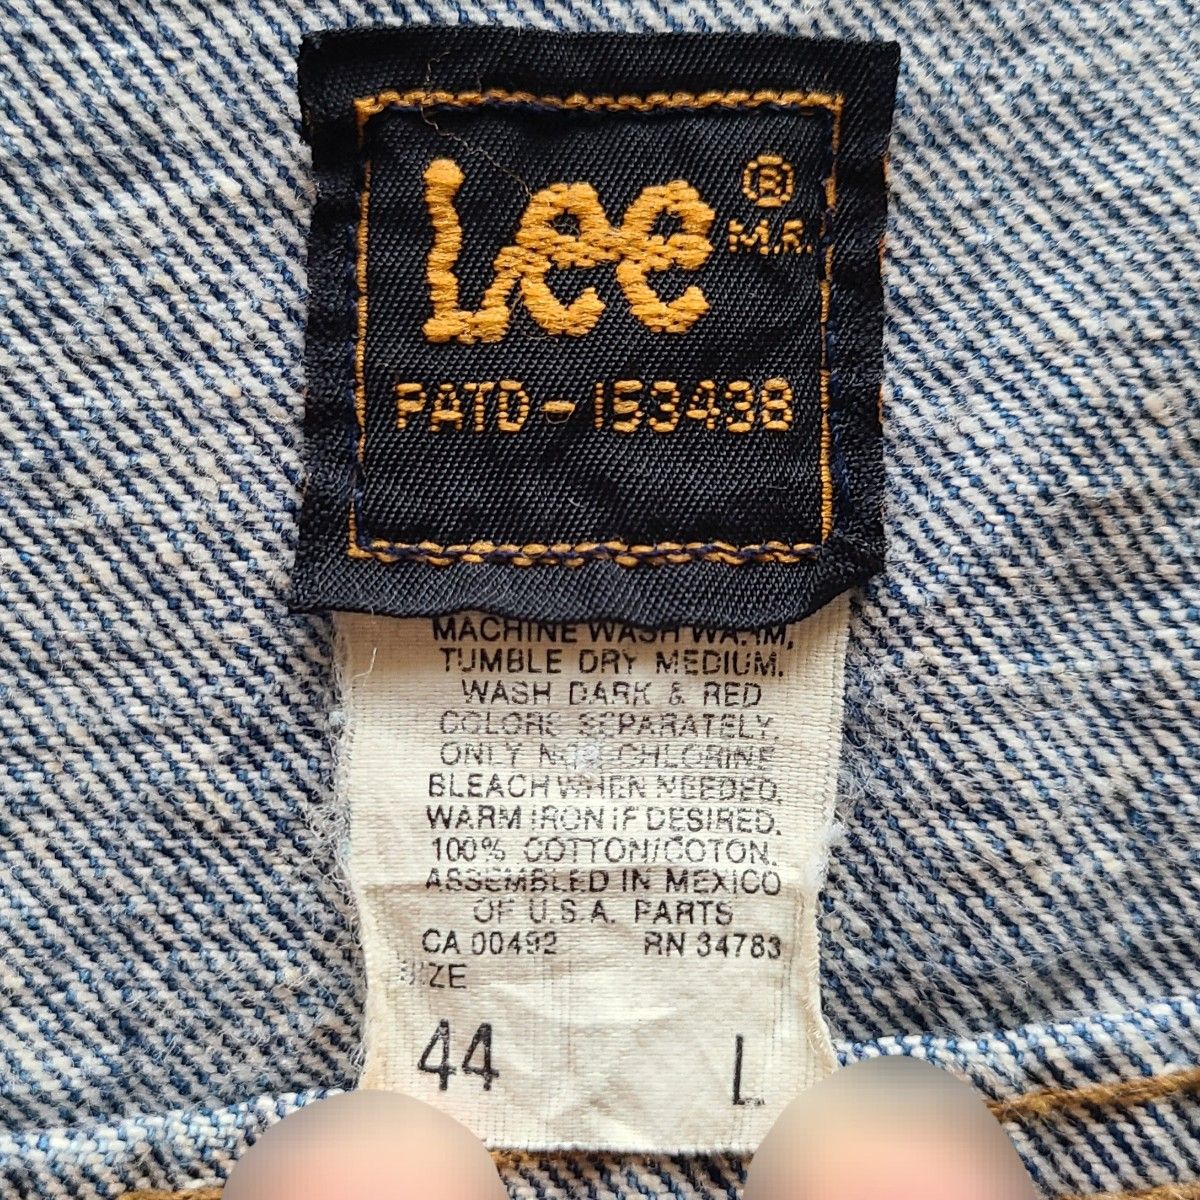 Lee ®
M.R.
PATD-153438
MACHINE WASH WARM,
TUMBLE DRY MEDIUM.
WASH DARK & RED
COLORS SEPARATELY.
ONLY NON-CHLORINE
BLEACH WHEN NEEDED.
WARM IRON IF DESIRED.
100% COTTON/COTON.
ASSEMBLED IN MEXICO
OF U.S.A. PARTS
CA 00492 RN 34783
SIZE
44 L